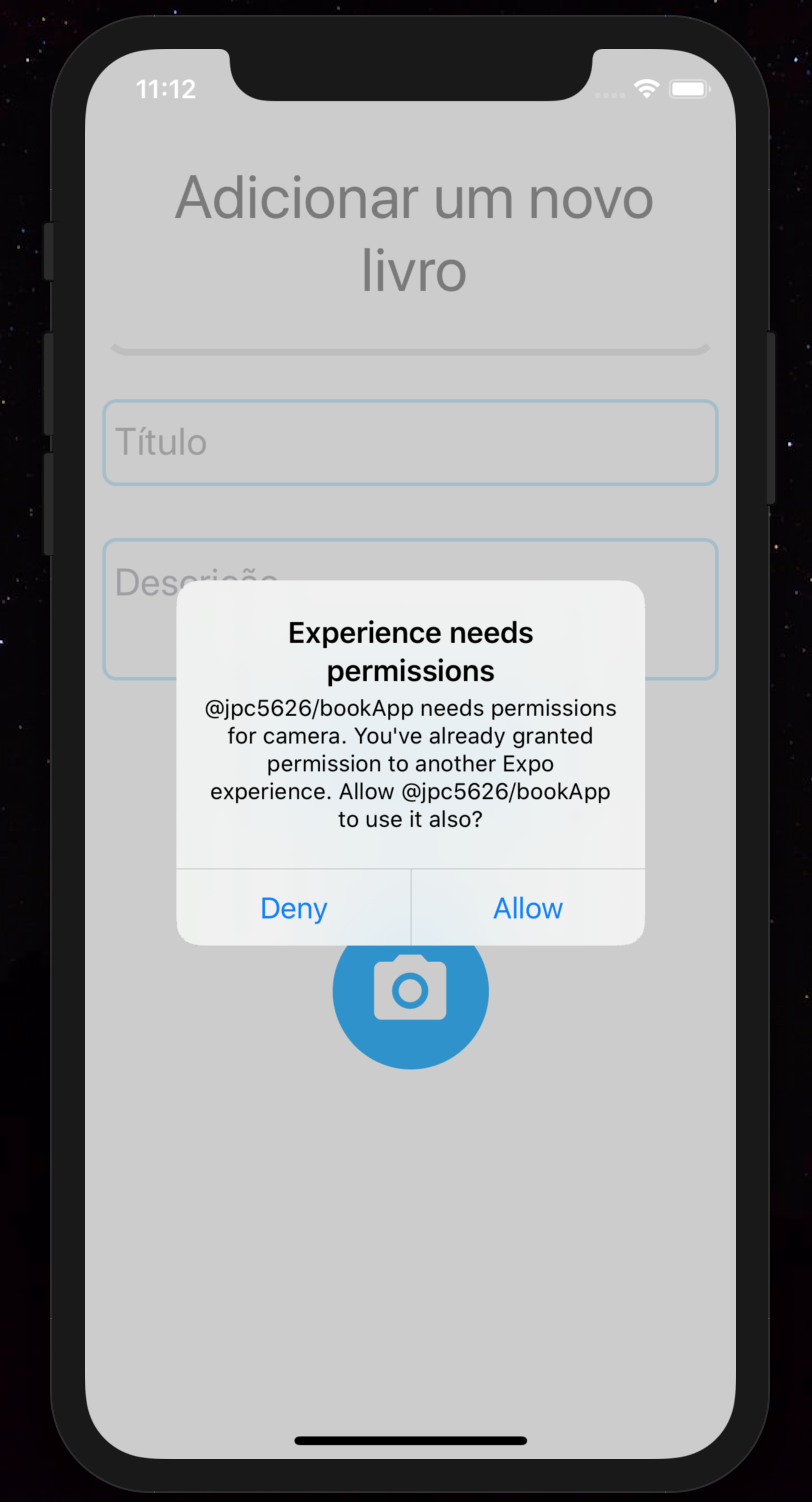 11:12
Adicionar um novo
livro
Título
Descrição
Experience needs
permissions
@jpc5626/bookApp needs permissions
for camera. You've already granted
permission to another Expo
experience. Allow @jpc5626/bookApp
to use it also?
Deny
Allow